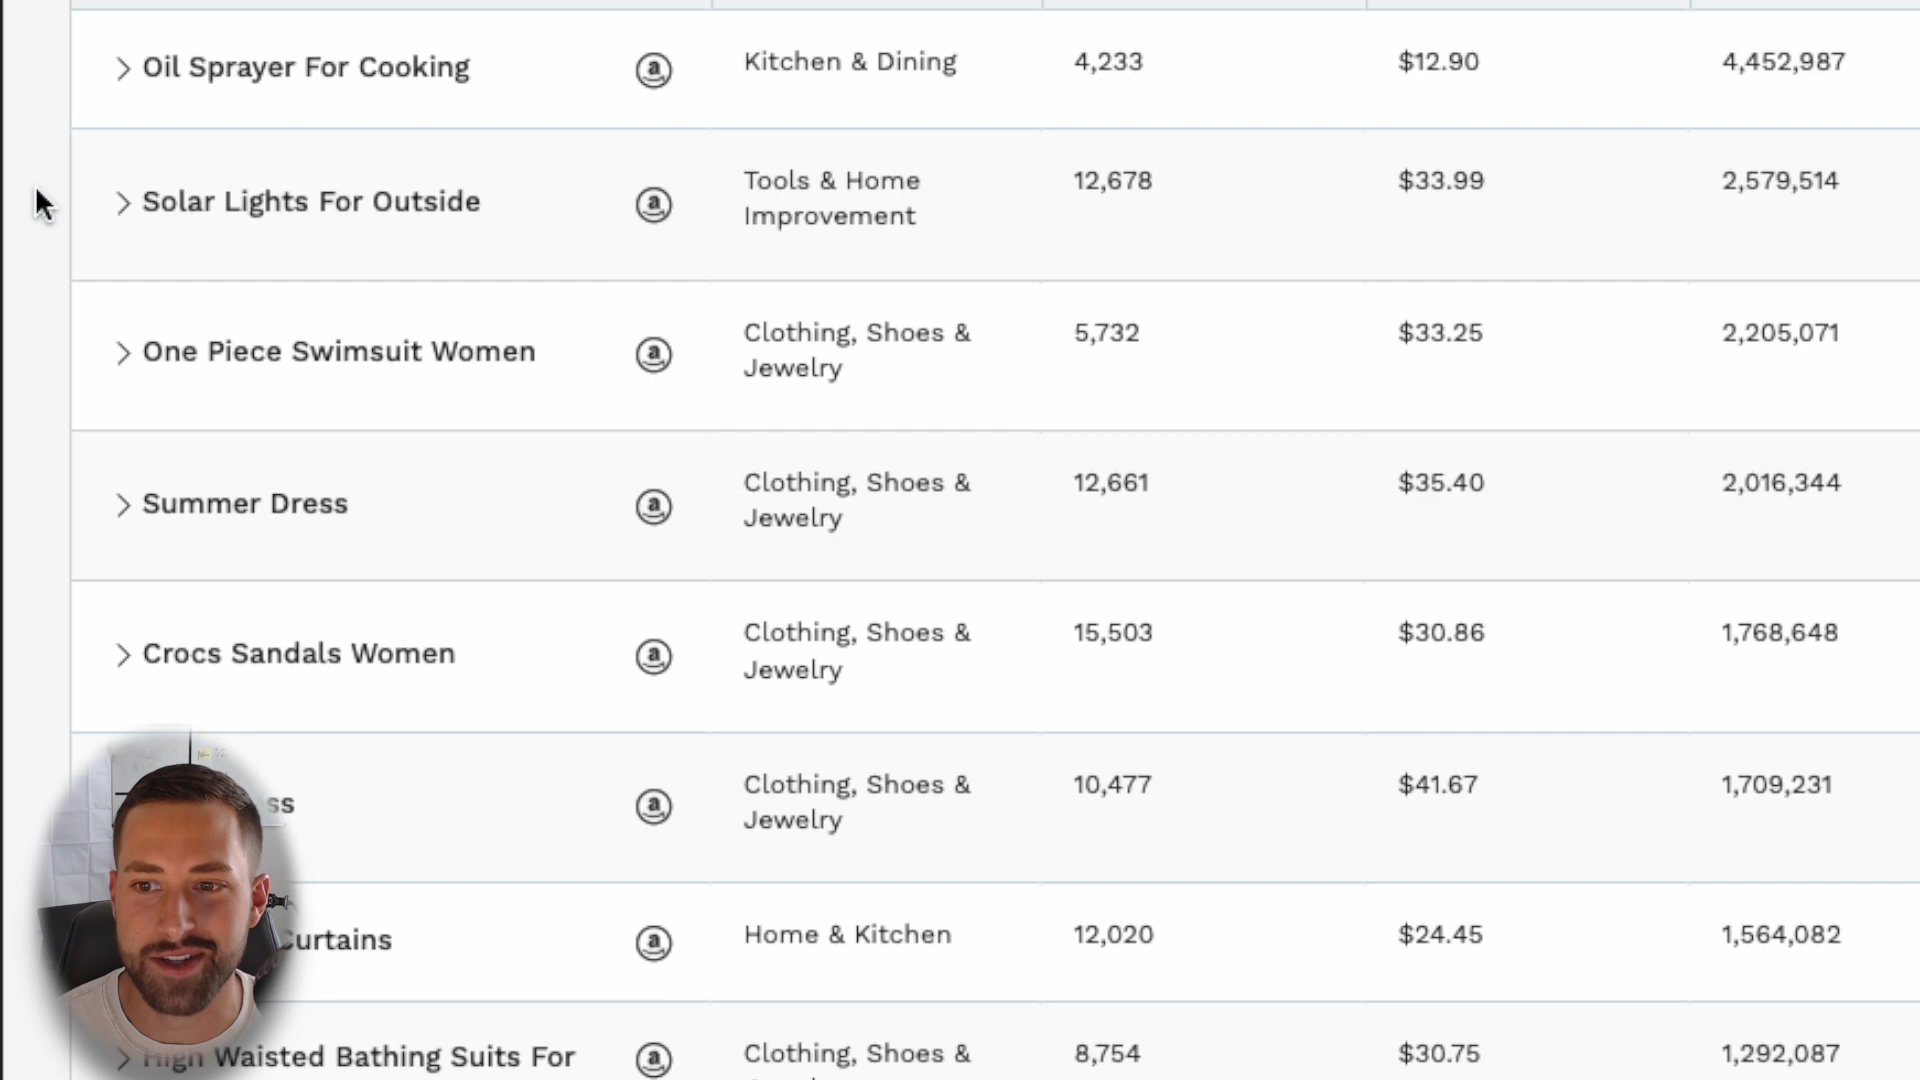 Oil Sprayer For Cooking
a
Kitchen & Dining
4,233
$12.90
4,452,987
Solar Lights For Outside
a
Tools & Home
Improvement
12,678
$33.99
2,579,514
One Piece Swimsuit Women
a
Clothing, Shoes &
Jewelry
5,732
$33.25
2,205,071
Summer Dress
a
Clothing, Shoes &
Jewelry
12,661
$35.40
2,016,344
Crocs Sandals Women
a
Clothing, Shoes &
Jewelry
15,503
$30.86
1,768,648
a
Clothing, Shoes &
Jewelry
10,477
$41.67
1,709,231
Curtains
a
Home & Kitchen
12,020
$24.45
1,564,082
High Waisted Bathing Suits For
a
Clothing, Shoes &
8,754
$30.75
1,292,087